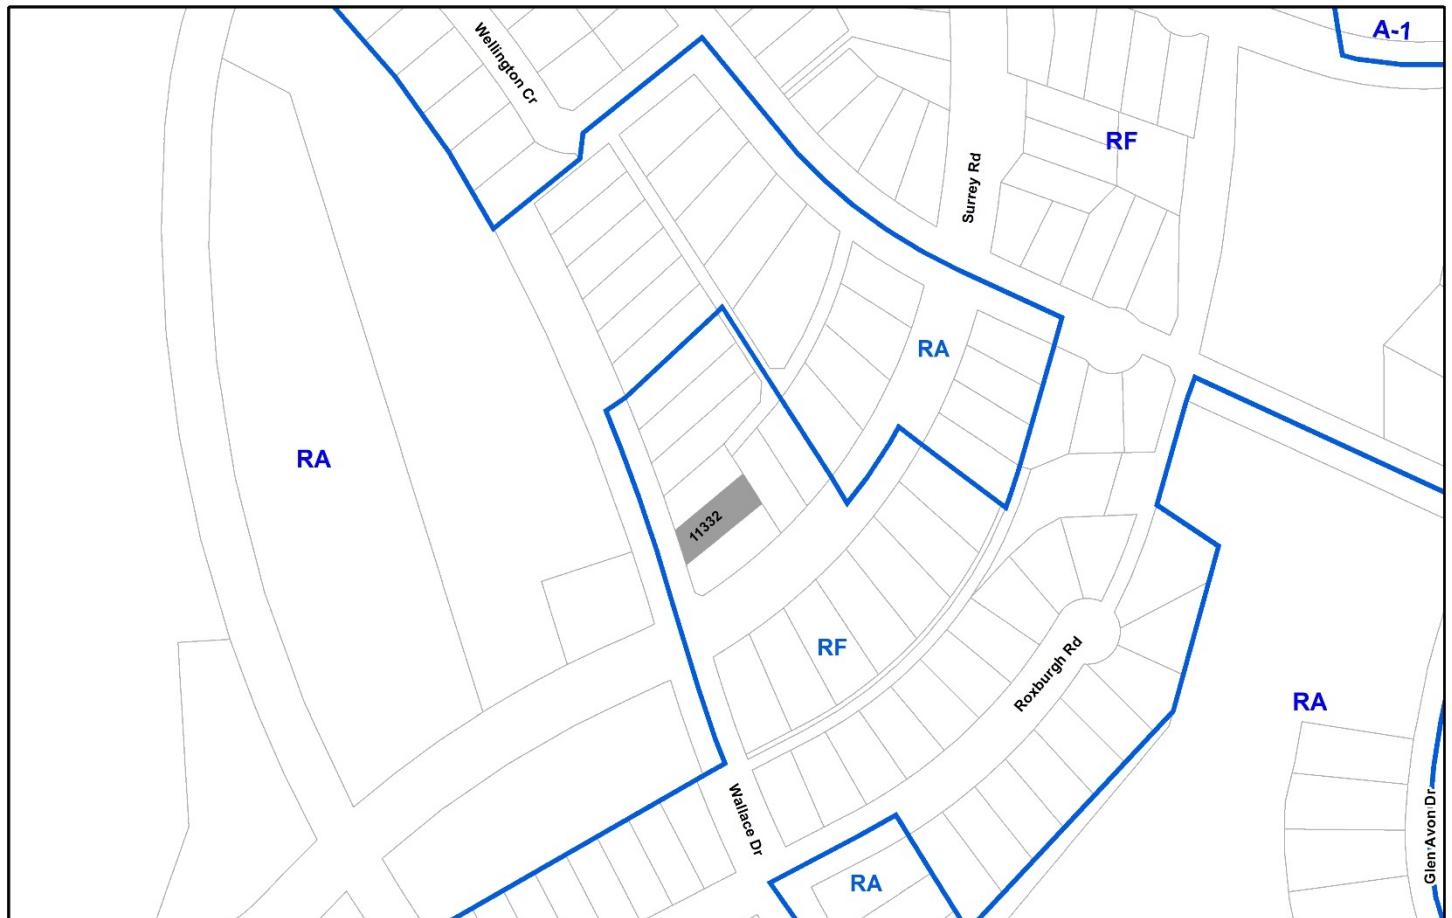 A-1
Wellington Cr
RF
Surrey Rd
RA
RA
11332
RF
Roxburgh Rd
RA
Wallace Dr
Glen Avon Dr
RA